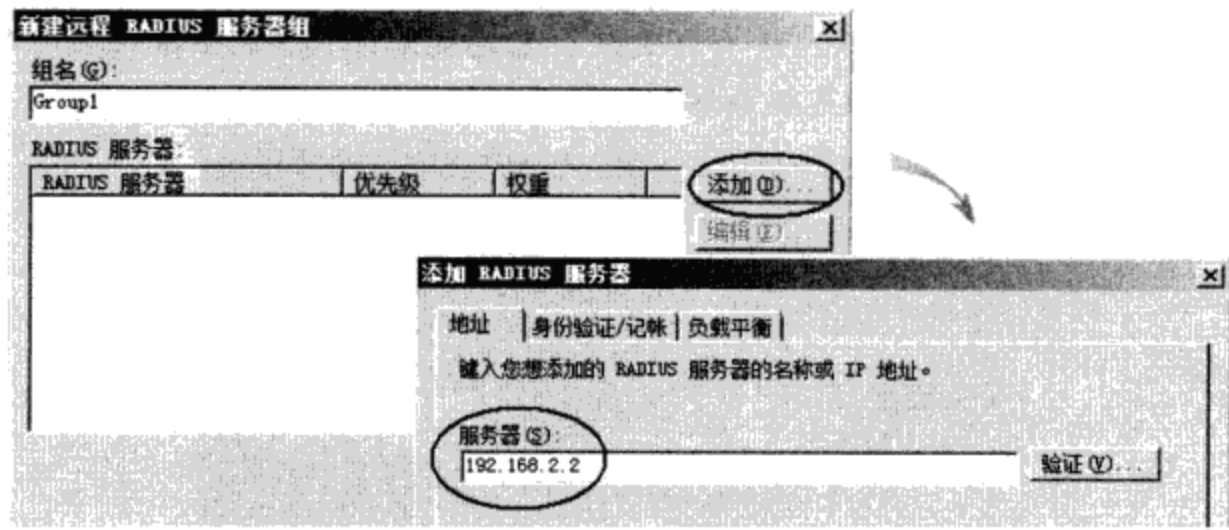 新建远程 RADIUS 服务器组
组名(G):
Group1
RADIUS 服务器:
RADIUS 服务器 优先级 权重
添加(D)...
编辑(E)...
添加 RADIUS 服务器
地址 身份验证/记帐 负载平衡
键入您想添加的 RADIUS 服务器的名称或 IP 地址。
服务器(S):
192.168.2.2
验证(V)...